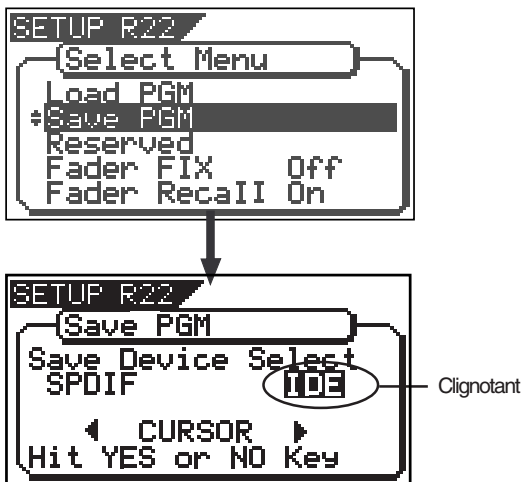 SETUP R22
Select Menu
Load PGM
Save PGM
Reserved
Fader FIX Off
Fader Recall On
SETUP R22
Save PGM
Save Device Select
SPDIF IDE
Clignotant
CURSOR
Hit YES or NO Key